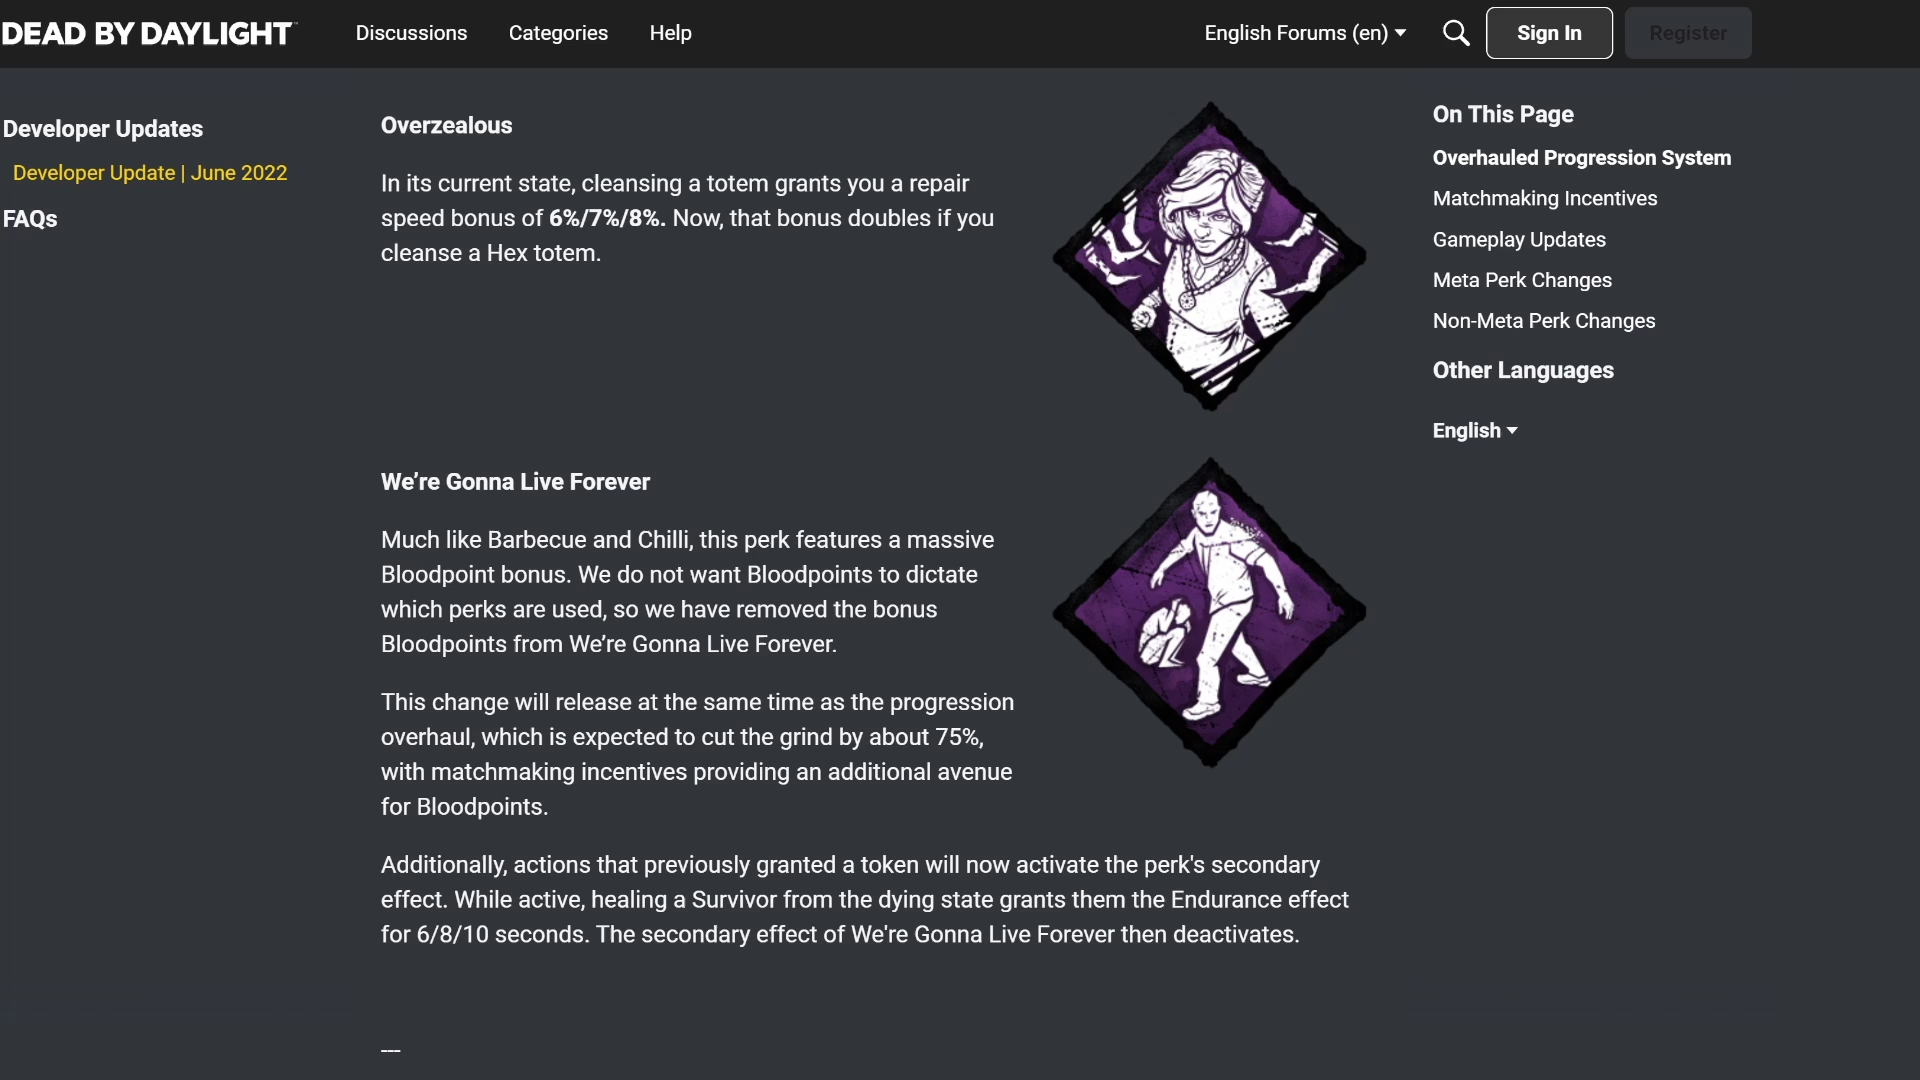 DEAD BY DAYLIGHT™
Discussions
Categories
Help
English Forums (en)
Sign In
Register
Developer Updates
Developer Update | June 2022
FAQs
Overzealous
In its current state, cleansing a totem grants you a repair
speed bonus of 6%/7%/8%. Now, that bonus doubles if you
cleanse a Hex totem.
We’re Gonna Live Forever
Much like Barbecue and Chilli, this perk features a massive
Bloodpoint bonus. We do not want Bloodpoints to dictate
which perks are used, so we have removed the bonus
Bloodpoints from We’re Gonna Live Forever.
This change will release at the same time as the progression
overhaul, which is expected to cut the grind by about 75%,
with matchmaking incentives providing an additional avenue
for Bloodpoints.
Additionally, actions that previously granted a token will now activate the perk's secondary
effect. While active, healing a Survivor from the dying state grants them the Endurance effect
for 6/8/10 seconds. The secondary effect of We're Gonna Live Forever then deactivates.
---
On This Page
Overhauled Progression System
Matchmaking Incentives
Gameplay Updates
Meta Perk Changes
Non-Meta Perk Changes
Other Languages
English